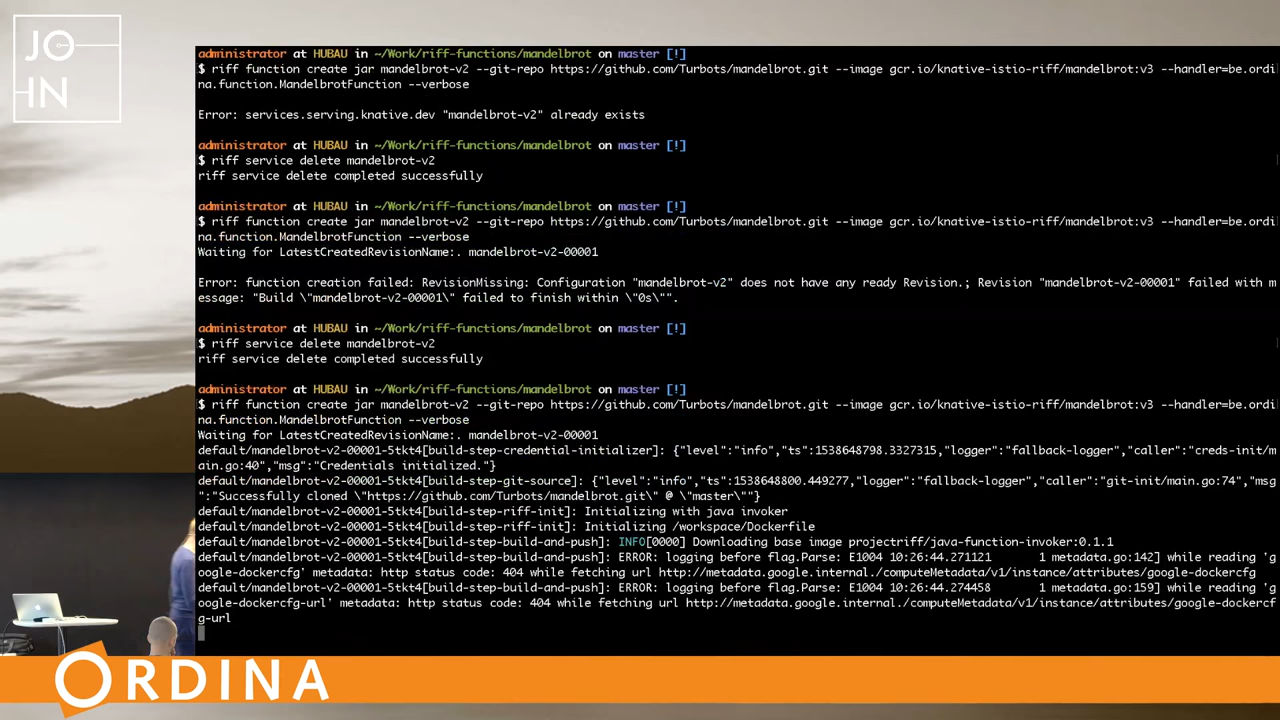 JO
IN
administrator at HUBAU in ~/Work/riff-functions/mandelbrot on master [!]
$ riff function create jar mandelbrot-v2 --git-repo https://github.com/Turbots/mandelbrot.git --image gcr.io/knative-istio-riff/mandelbrot:v3 --handler=be.ordi
na.function.MandelbrotFunction --verbose
Error: services.serving.knative.dev "mandelbrot-v2" already exists
administrator at HUBAU in ~/Work/riff-functions/mandelbrot on master [!]
$ riff service delete mandelbrot-v2
riff service delete completed successfully
administrator at HUBAU in ~/Work/riff-functions/mandelbrot on master [!]
$ riff function create jar mandelbrot-v2 --git-repo https://github.com/Turbots/mandelbrot.git --image gcr.io/knative-istio-riff/mandelbrot:v3 --handler=be.ordi
na.function.MandelbrotFunction --verbose
Waiting for LatestCreatedRevisionName:. mandelbrot-v2-00001
Error: function creation failed: RevisionMissing: Configuration "mandelbrot-v2" does not have any ready Revision.; Revision "mandelbrot-v2-00001" failed with m
essage: "Build \"mandelbrot-v2-00001\" failed to finish within \"0s\"".
administrator at HUBAU in ~/Work/riff-functions/mandelbrot on master [!]
$ riff service delete mandelbrot-v2
riff service delete completed successfully
administrator at HUBAU in ~/Work/riff-functions/mandelbrot on master [!]
$ riff function create jar mandelbrot-v2 --git-repo https://github.com/Turbots/mandelbrot.git --image gcr.io/knative-istio-riff/mandelbrot:v3 --handler=be.ordi
na.function.MandelbrotFunction --verbose
Waiting for LatestCreatedRevisionName:. mandelbrot-v2-00001
default/mandelbrot-v2-00001-5tkt4[build-step-credential-initializer]: {"level":"info","ts":1538648798.3327315,"logger":"fallback-logger","caller":"creds-init/m
ain.go:40","msg":"Credentials initialized."}
default/mandelbrot-v2-00001-5tkt4[build-step-git-source]: {"level":"info","ts":1538648800.449277,"logger":"fallback-logger","caller":"git-init/main.go:74","msg
":"Successfully cloned \"https://github.com/Turbots/mandelbrot.git\" @ \"master\""}
default/mandelbrot-v2-00001-5tkt4[build-step-riff-init]: Initializing with java invoker
default/mandelbrot-v2-00001-5tkt4[build-step-riff-init]: Initializing /workspace/Dockerfile
default/mandelbrot-v2-00001-5tkt4[build-step-build-and-push]: INFO[0000] Downloading base image projectriff/java-function-invoker:0.1.1
default/mandelbrot-v2-00001-5tkt4[build-step-build-and-push]: ERROR: logging before flag.Parse: E1004 10:26:44.271121 1 metadata.go:142] while reading 'g
oogle-dockercfg' metadata: http status code: 404 while fetching url http://metadata.google.internal./computeMetadata/v1/instance/attributes/google-dockercfg
default/mandelbrot-v2-00001-5tkt4[build-step-build-and-push]: ERROR: logging before flag.Parse: E1004 10:26:44.274458 1 metadata.go:159] while reading 'g
oogle-dockercfg-url' metadata: http status code: 404 while fetching url http://metadata.google.internal./computeMetadata/v1/instance/attributes/google-dockercf
g-url
ORDINA